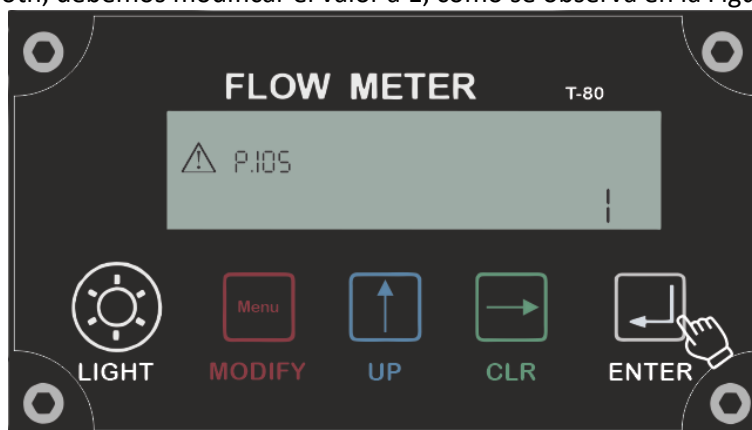 debemos modificar el valor a 1, como se observa en la Figu
FLOW METER T-80
P.105
1
Menu
LIGHT MODIFY UP CLR ENTER